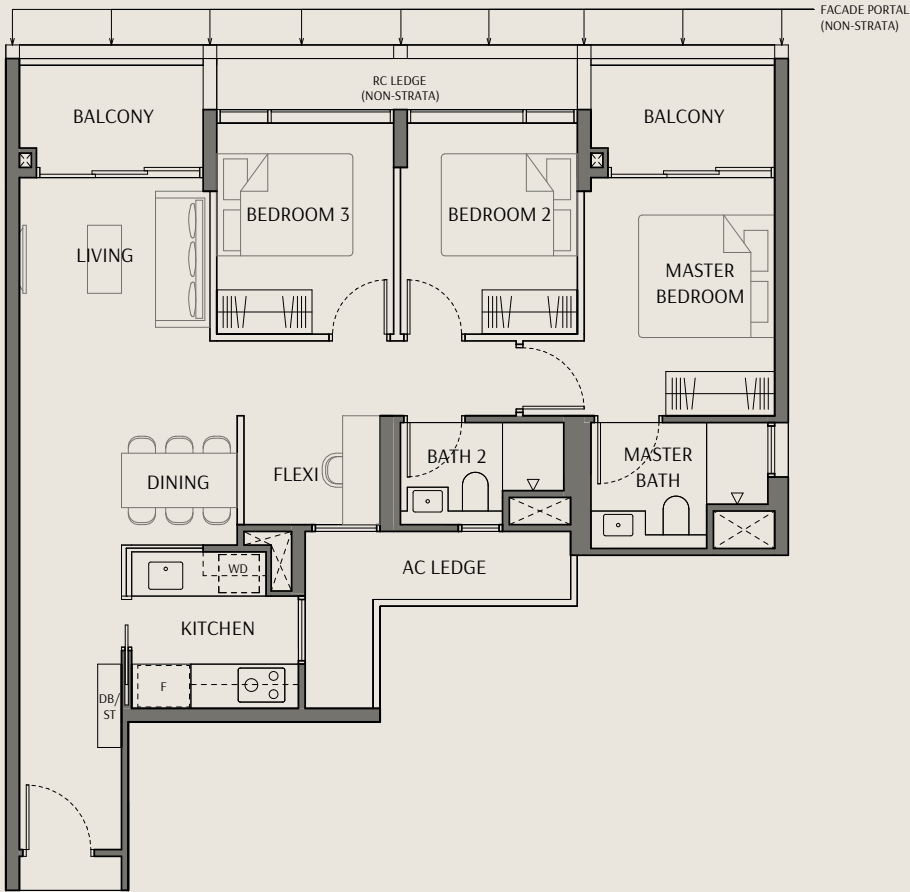 FACADE PORTAL
(NON-STRATA)
RC LEDGE
(NON-STRATA)
BALCONY
BALCONY
BEDROOM 3
BEDROOM 2
LIVING
MASTER
BEDROOM
DINING
FLEXI
BATH 2
MASTER
BATH
WD
AC LEDGE
KITCHEN
F
DB/
ST